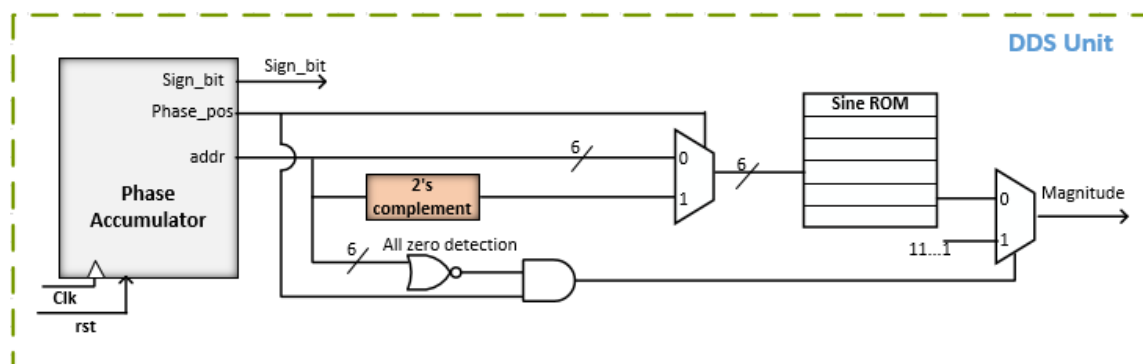 DDS Unit
Sign_bit
Sign_bit
Phase_pos
addr
Phase
Accumulator
Clk
rst
6
2's
complement
6
All zero detection
0
1
6
Sine ROM
0
1
11...1
Magnitude